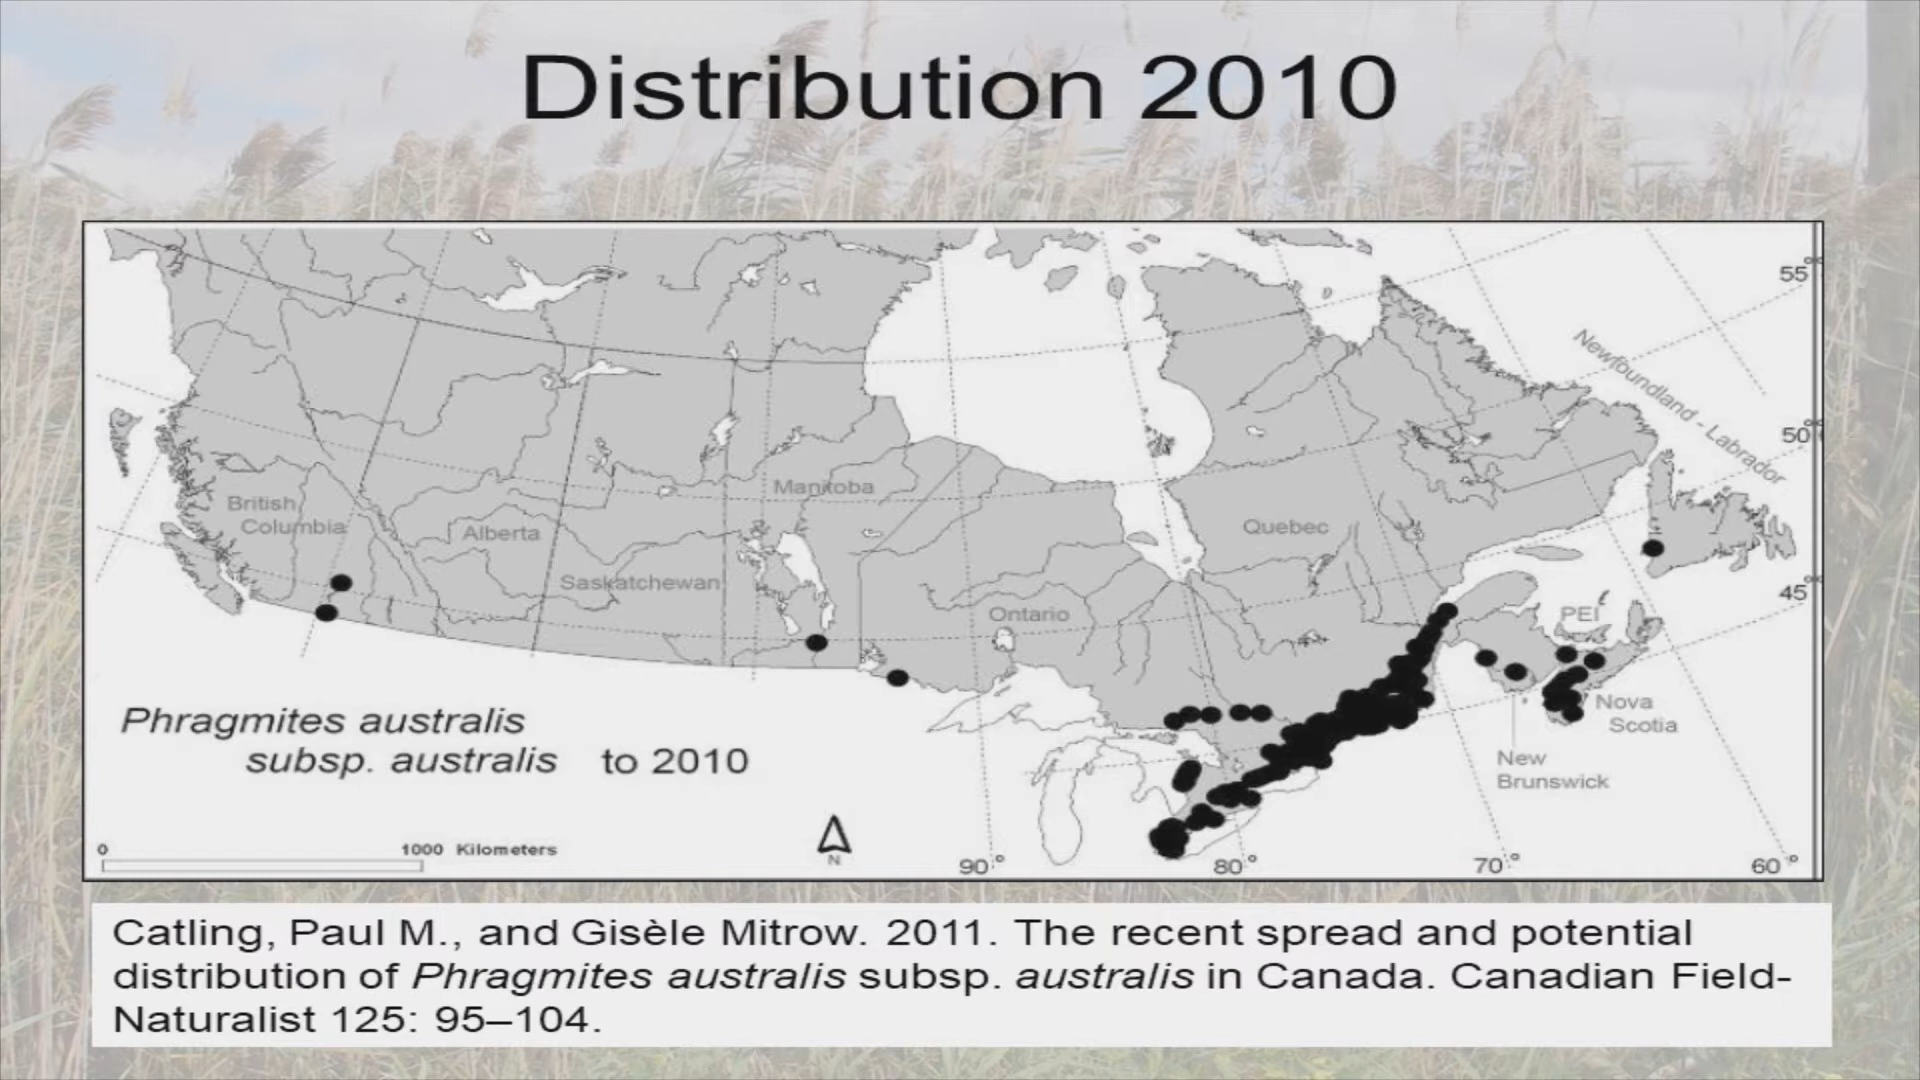 Distribution 2010
55°
Newfoundland - Labrador
50°
British
Columbia
Alberta
Manitoba
Saskatchewan
Ontario
Quebec
PEI
45°
Nova
Scotia
New
Brunswick
Phragmites australis
subsp. australis to 2010
0 1000 Kilometers
N
90° 80° 70° 60°
Catling, Paul M., and Gisèle Mitrow. 2011. The recent spread and potential
distribution of Phragmites australis subsp. australis in Canada. Canadian Field-
Naturalist 125: 95–104.